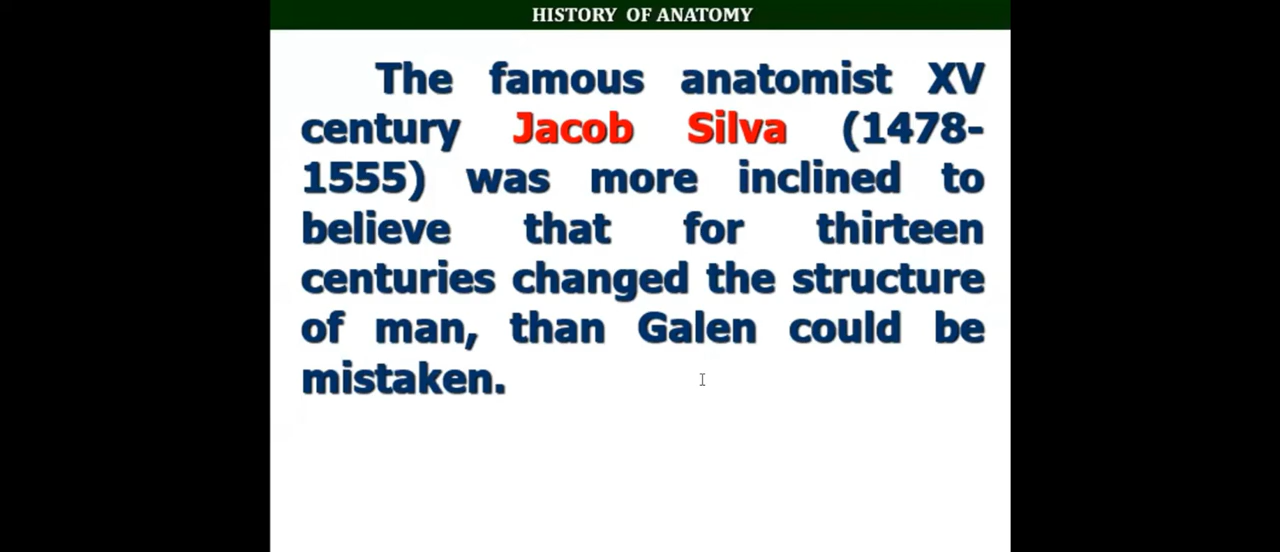 HISTORY OF ANATOMY
The famous anatomist XV
century Jacob Silva (1478-
1555) was more inclined to
believe that for thirteen
centuries changed the structure
of man, than Galen could be
mistaken.